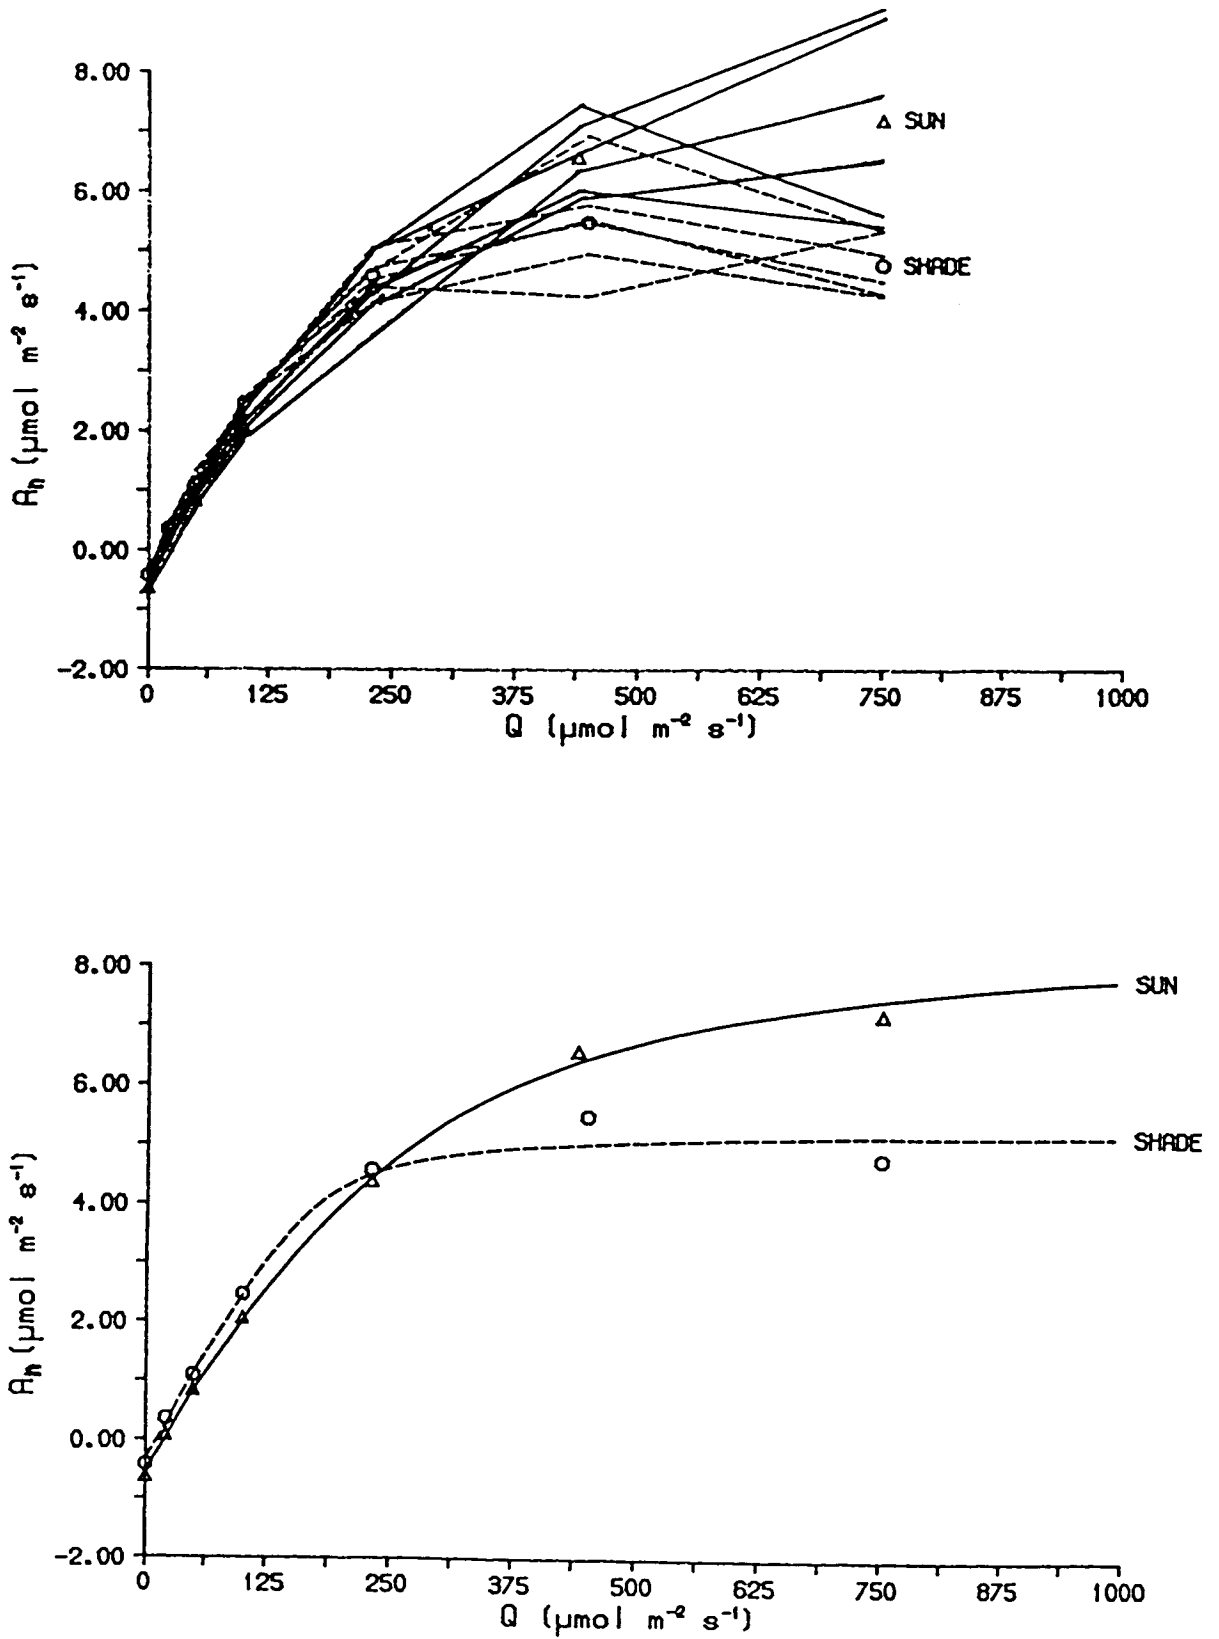 8.00
6.00
4.00
2.00
0.00
-2.00
Aₙ (µmol m⁻² s⁻¹)
SUN
SHADE
0 125 250 375 500 625 750 875 1000
Q (µmol m⁻² s⁻¹)
8.00
6.00
4.00
2.00
0.00
-2.00
Aₙ (µmol m⁻² s⁻¹)
SUN
SHADE
0 125 250 375 500 625 750 875 1000
Q (µmol m⁻² s⁻¹)